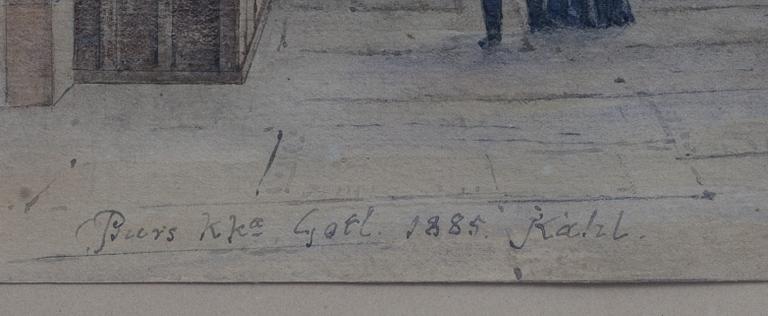 Burs kka Gotl. 1885. Kahl.